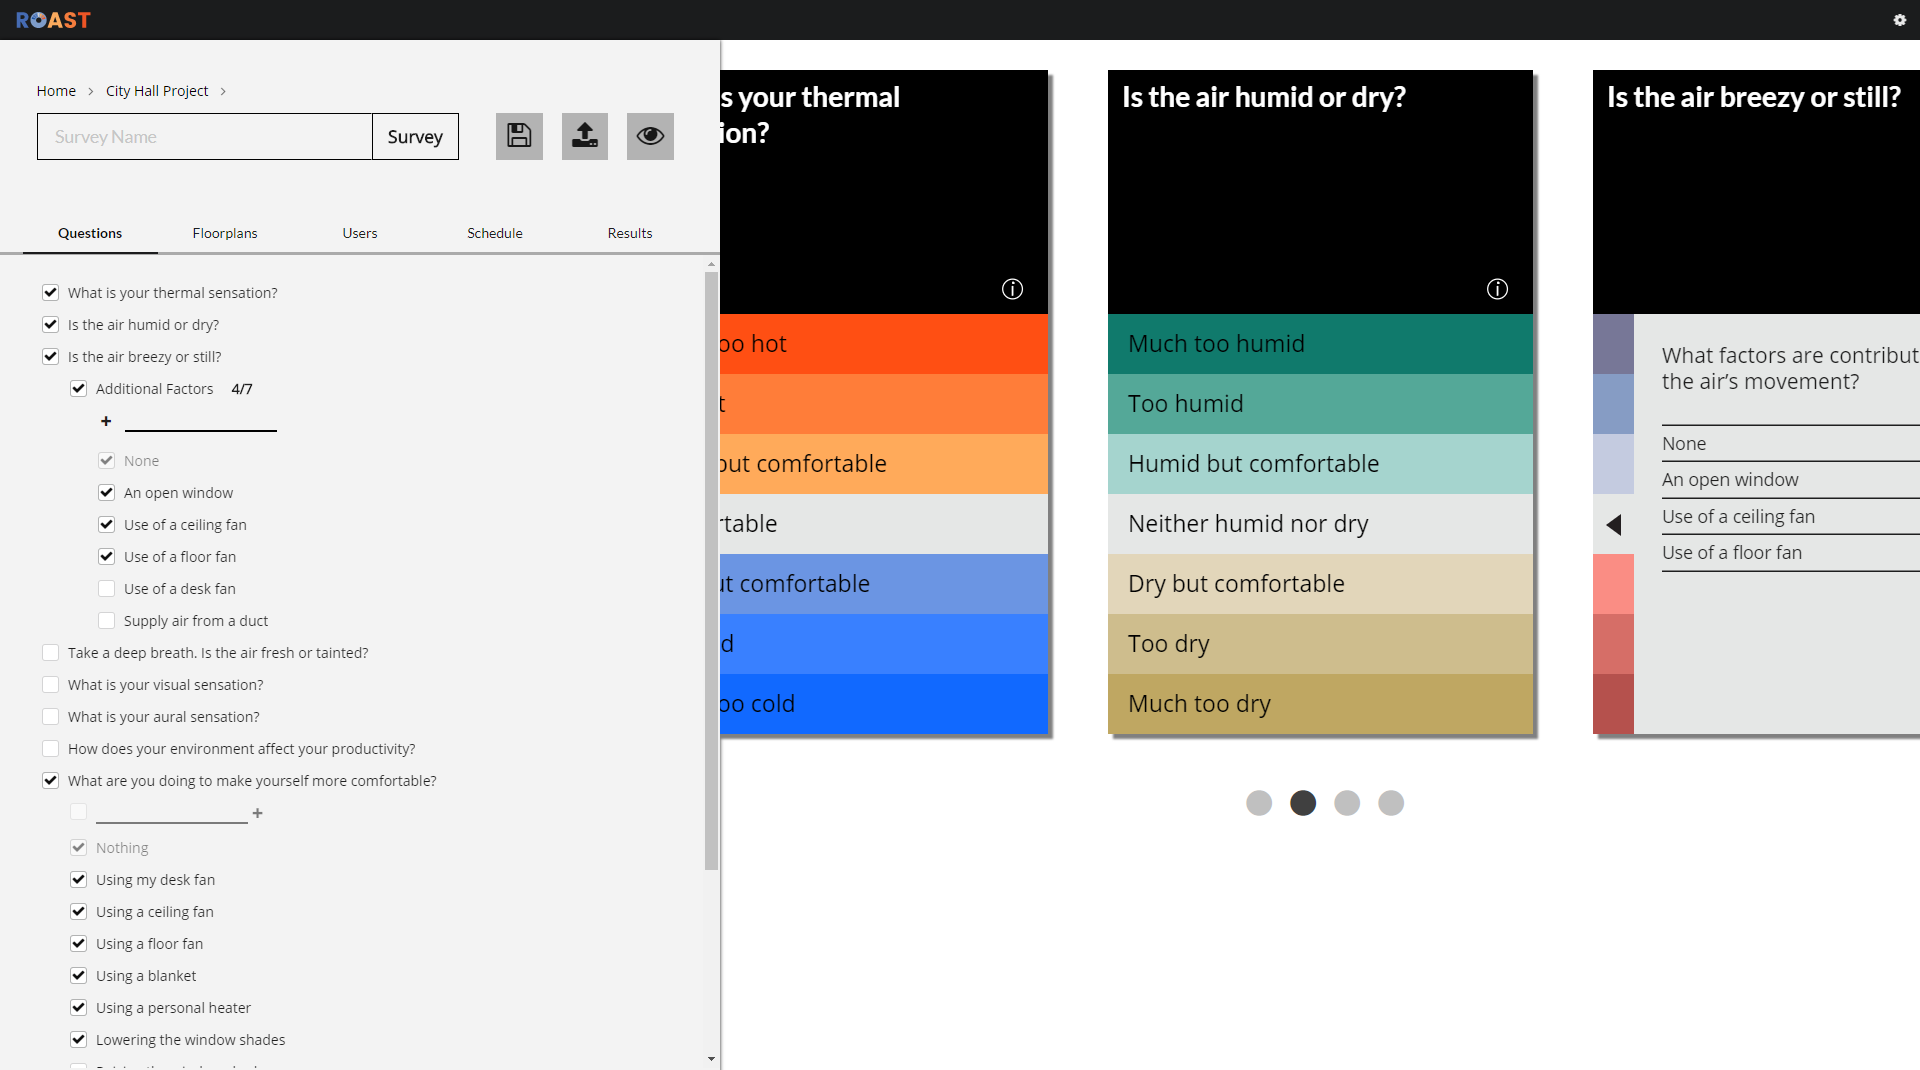 ROAST
Home
City Hall Project
Survey Name
Survey
Questions
Floorplans
Users
Schedule
Results
What is your thermal sensation?
Is the air humid or dry?
Is the air breezy or still?
Additional Factors 4/7
+
None
An open window
Use of a ceiling fan
Use of a floor fan
Use of a desk fan
Supply air from a duct
Take a deep breath. Is the air fresh or tainted?
What is your visual sensation?
What is your aural sensation?
How does your environment affect your productivity?
What are you doing to make yourself more comfortable?
+
Nothing
Using my desk fan
Using a ceiling fan
Using a floor fan
Using a blanket
Using a personal heater
Lowering the window shades
s your thermal
ion?
oo hot
t
out comfortable
rtable
ut comfortable
d
oo cold
Is the air humid or dry?
Much too humid
Too humid
Humid but comfortable
Neither humid nor dry
Dry but comfortable
Too dry
Much too dry
Is the air breezy or still?
What factors are contribut
the air’s movement?
None
An open window
Use of a ceiling fan
Use of a floor fan